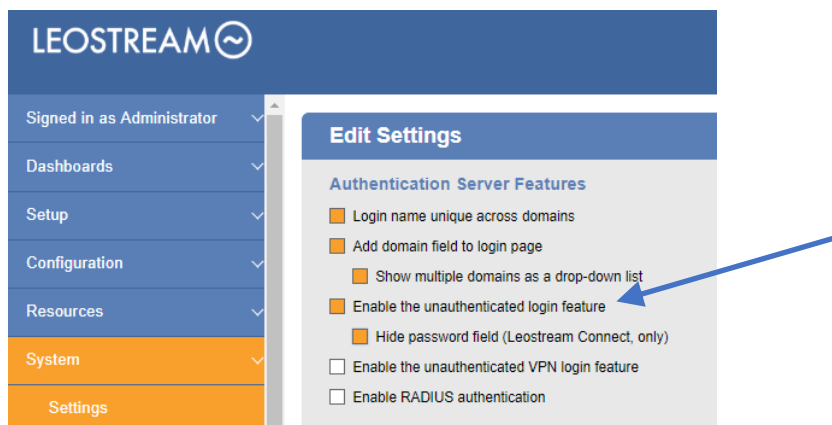 LEOSTREAM
Signed in as Administrator
Dashboards
Setup
Configuration
Resources
System
Settings
Edit Settings
Authentication Server Features
Login name unique across domains
Add domain field to login page
Show multiple domains as a drop-down list
Enable the unauthenticated login feature
Hide password field (Leostream Connect, only)
Enable the unauthenticated VPN login feature
Enable RADIUS authentication